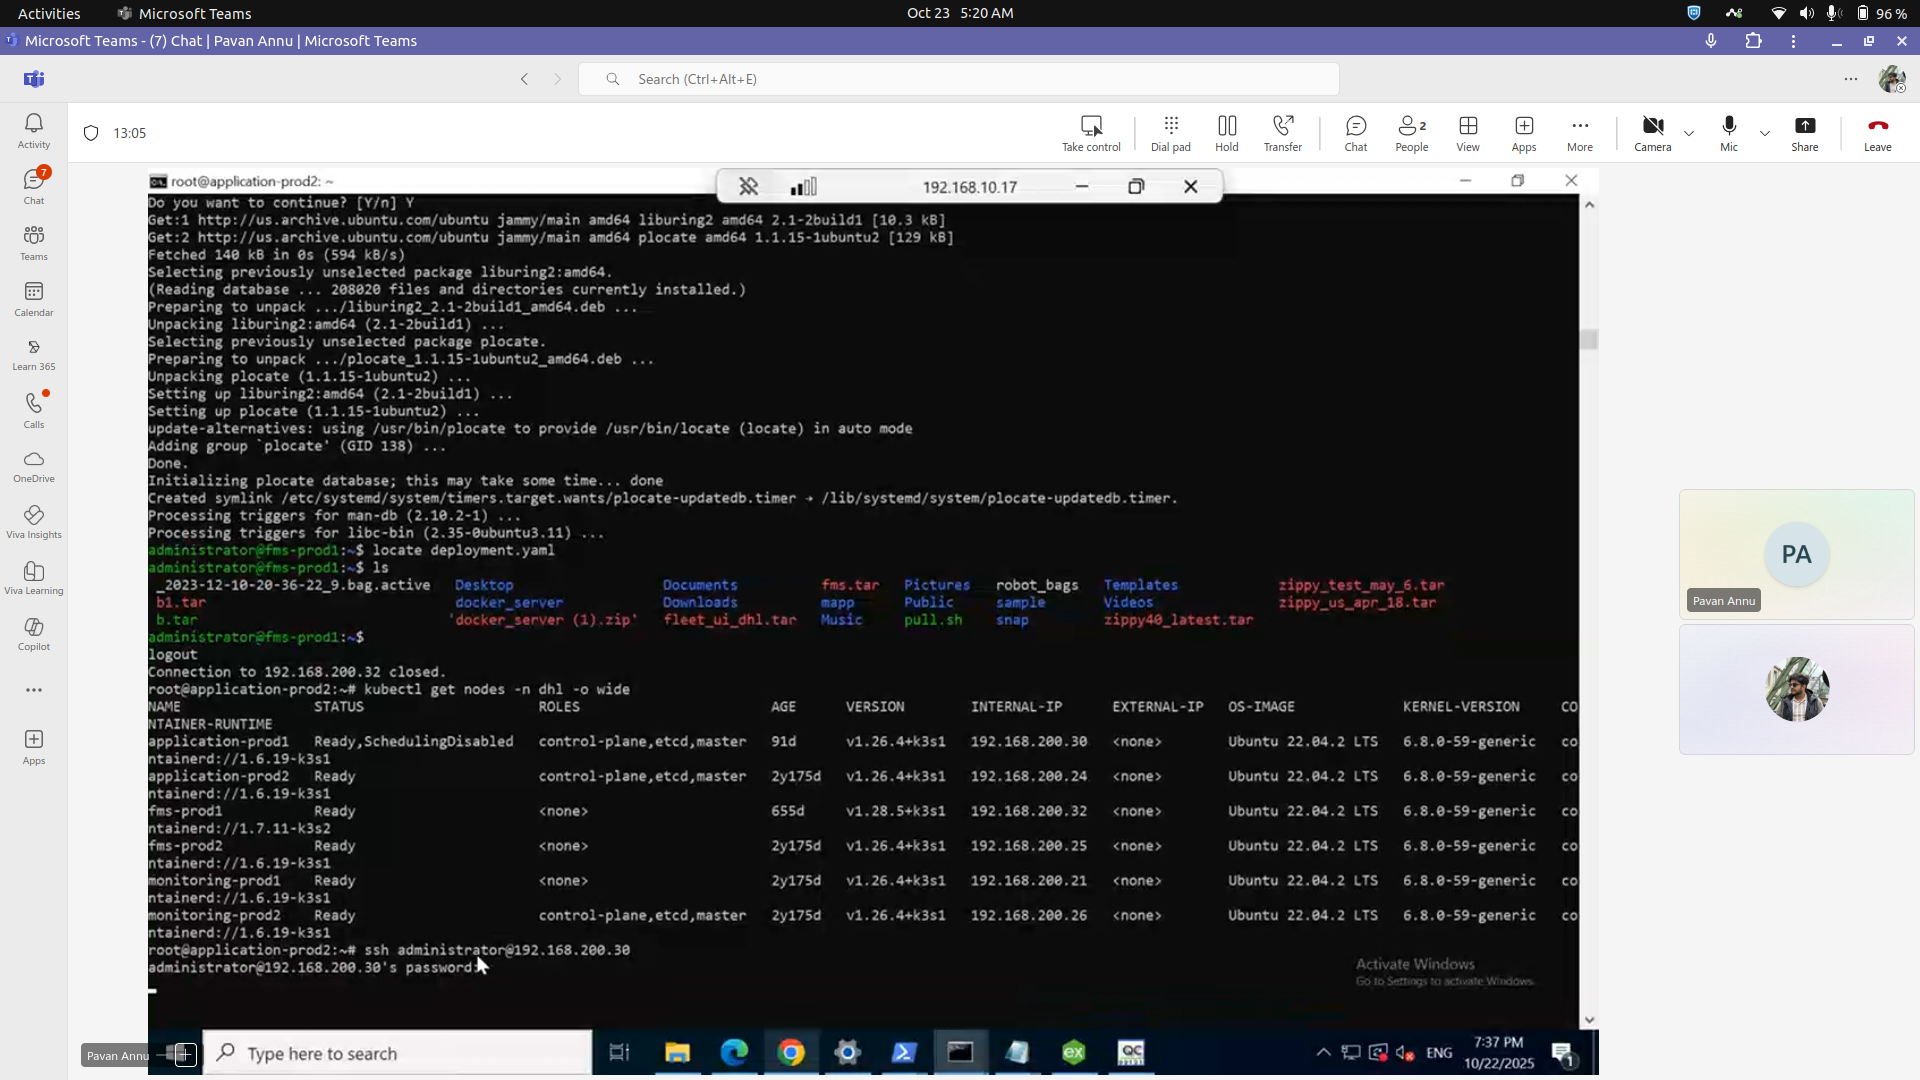 Activities
Microsoft Teams
Oct 23 5:20 AM
96 %
Microsoft Teams - (7) Chat | Pavan Annu | Microsoft Teams
Search (Ctrl+Alt+E)
13:05
Take control
Dial pad
Hold
Transfer
Chat
2
People
View
Apps
More
Camera
Mic
Share
Leave
Activity
7
Chat
Teams
Calendar
Learn 365
Calls
OneDrive
Viva Insights
Viva Learning
Copilot
Apps
root@application-prod2: ~
192.168.10.17
Do you want to continue? [Y/n] Y
Get:1 http://us.archive.ubuntu.com/ubuntu jammy/main amd64 liburing2 amd64 2.1-2build1 [10.3 kB]
Get:2 http://us.archive.ubuntu.com/ubuntu jammy/main amd64 plocate amd64 1.1.15-1ubuntu2 [129 kB]
Fetched 140 kB in 0s (594 kB/s)
Selecting previously unselected package liburing2:amd64.
(Reading database ... 208020 files and directories currently installed.)
Preparing to unpack .../liburing2_2.1-2build1_amd64.deb ...
Unpacking liburing2:amd64 (2.1-2build1) ...
Selecting previously unselected package plocate.
Preparing to unpack .../plocate_1.1.15-1ubuntu2_amd64.deb ...
Unpacking plocate (1.1.15-1ubuntu2) ...
Setting up liburing2:amd64 (2.1-2build1) ...
Setting up plocate (1.1.15-1ubuntu2) ...
update-alternatives: using /usr/bin/plocate to provide /usr/bin/locate (locate) in auto mode
Adding group `plocate' (GID 138) ...
Done.
Initializing plocate database; this may take some time... done
Created symlink /etc/systemd/system/timers.target.wants/plocate-updatedb.timer → /lib/systemd/system/plocate-updatedb.timer.
Processing triggers for man-db (2.10.2-1) ...
Processing triggers for libc-bin (2.35-0ubuntu3.11) ...
administrator@fms-prod1:~$ locate deployment.yaml
administrator@fms-prod1:~$ ls
_2023-12-10-20-36-22_9.bag.active Desktop Documents fms.tar Pictures robot_bags Templates zippy_test_may_6.tar
b1.tar docker_server Downloads mapp Public sample Videos zippy_us_apr_18.tar
b.tar 'docker_server (1).zip' fleet_ui_dhl.tar Music pull.sh snap zippy40_latest.tar
administrator@fms-prod1:~$
logout
Connection to 192.168.200.32 closed.
root@application-prod2:~# kubectl get nodes -n dhl -o wide
NAME STATUS ROLES AGE VERSION INTERNAL-IP EXTERNAL-IP OS-IMAGE KERNEL-VERSION CO
NTAINER-RUNTIME
application-prod1 Ready,SchedulingDisabled control-plane,etcd,master 91d v1.26.4+k3s1 192.168.200.30 <none> Ubuntu 22.04.2 LTS 6.8.0-59-generic co
ntainerd://1.6.19-k3s1
application-prod2 Ready control-plane,etcd,master 2y175d v1.26.4+k3s1 192.168.200.24 <none> Ubuntu 22.04.2 LTS 6.8.0-59-generic co
ntainerd://1.6.19-k3s1
fms-prod1 Ready <none> 655d v1.28.5+k3s1 192.168.200.32 <none> Ubuntu 22.04.2 LTS 6.8.0-59-generic co
ntainerd://1.7.11-k3s2
fms-prod2 Ready <none> 2y175d v1.26.4+k3s1 192.168.200.25 <none> Ubuntu 22.04.2 LTS 6.8.0-59-generic co
ntainerd://1.6.19-k3s1
monitoring-prod1 Ready <none> 2y175d v1.26.4+k3s1 192.168.200.21 <none> Ubuntu 22.04.2 LTS 6.8.0-59-generic co
ntainerd://1.6.19-k3s1
monitoring-prod2 Ready control-plane,etcd,master 2y175d v1.26.4+k3s1 192.168.200.26 <none> Ubuntu 22.04.2 LTS 6.8.0-59-generic co
ntainerd://1.6.19-k3s1
root@application-prod2:~# ssh administrator@192.168.200.30
administrator@192.168.200.30's password:
Activate Windows
Go to Settings to activate Windows.
PA
Pavan Annu
Pavan Annu
Type here to search
ex
QC
ENG
7:37 PM
10/22/2025
1